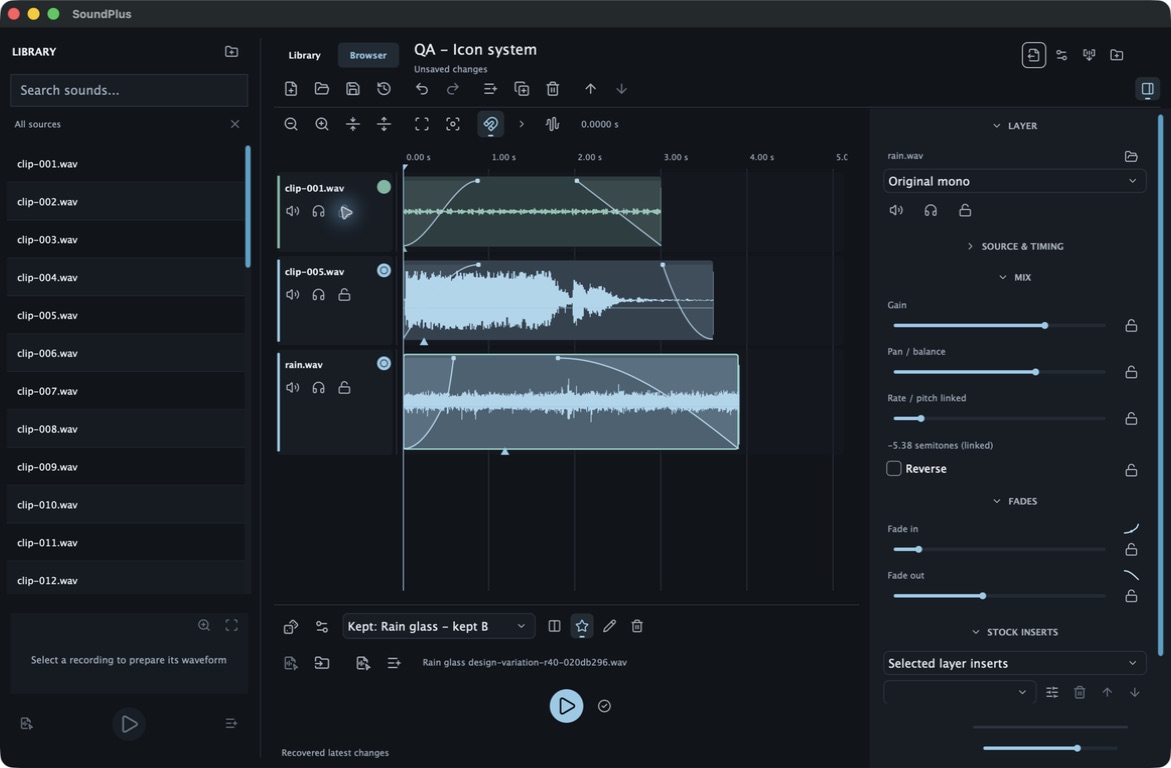 SoundPlus
LIBRARY
Search sounds...
All sources
clip-001.wav
clip-002.wav
clip-003.wav
clip-004.wav
clip-005.wav
clip-006.wav
clip-007.wav
clip-008.wav
clip-009.wav
clip-010.wav
clip-011.wav
clip-012.wav
Select a recording to prepare its waveform
Library
Browser
QA – Icon system
Unsaved changes
0.0000 s
0.00 s
1.00 s
2.00 s
3.00 s
4.00 s
5.0
clip-001.wav
clip-005.wav
rain.wav
Kept: Rain glass – kept B
Rain glass design-variation-r40-020db296.wav
Recovered latest changes
LAYER
rain.wav
Original mono
SOURCE & TIMING
MIX
Gain
Pan / balance
Rate / pitch linked
−5.38 semitones (linked)
Reverse
FADES
Fade in
Fade out
STOCK INSERTS
Selected layer inserts